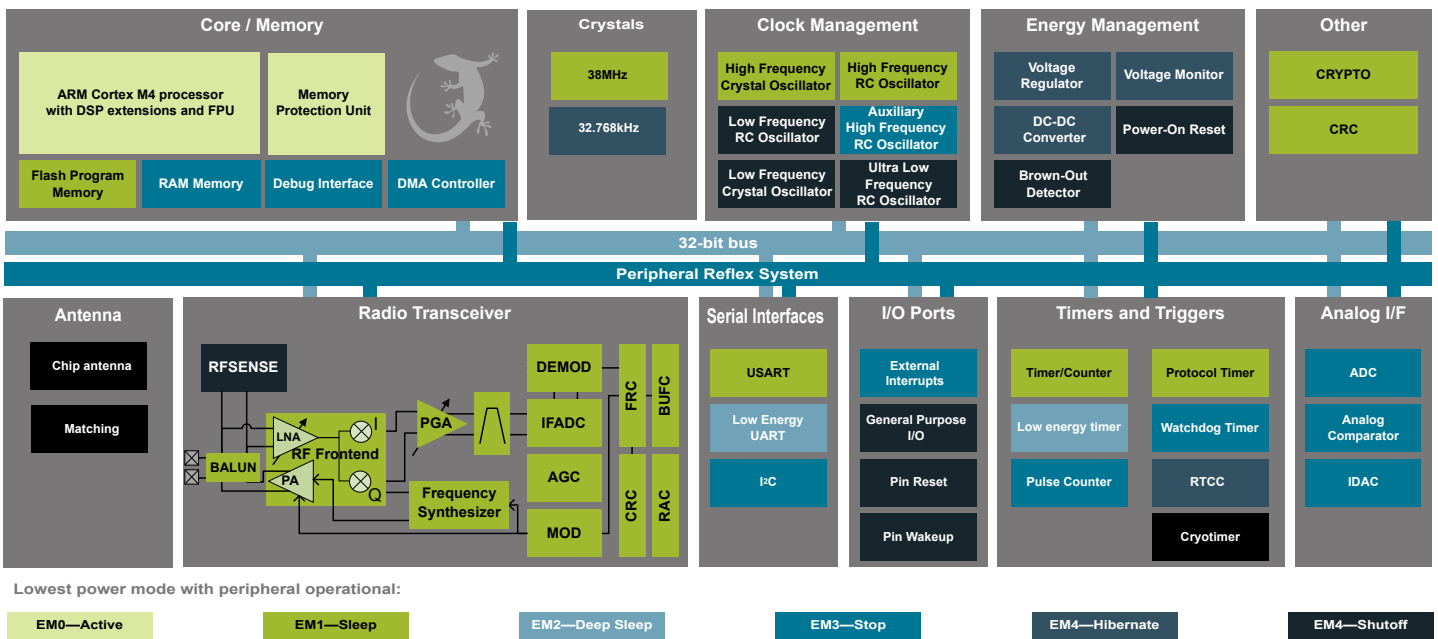 Core / Memory
ARM Cortex M4 processor
with DSP extensions and FPU
Memory
Protection Unit
Flash Program
Memory
RAM Memory
Debug Interface
DMA Controller
Crystals
38MHz
32.768kHz
Clock Management
High Frequency
Crystal Oscillator
High Frequency
RC Oscillator
Low Frequency
RC Oscillator
Auxiliary
High Frequency
RC Oscillator
Low Frequency
Crystal Oscillator
Ultra Low
Frequency
RC Oscillator
Energy Management
Voltage
Regulator
Voltage Monitor
DC-DC
Converter
Power-On Reset
Brown-Out
Detector
Other
CRYPTO
CRC
32-bit bus
Peripheral Reflex System
Antenna
Chip antenna
Matching
Radio Transceiver
RFSENSE
BALUN
LNA
RF Frontend
PA
I
Q
PGA
Frequency
Synthesizer
DEMOD
IFADC
AGC
MOD
FRC
BUFC
CRC
RAC
Serial Interfaces
USART
Low Energy
UART
I²C
I/O Ports
External
Interrupts
General Purpose
I/O
Pin Reset
Pin Wakeup
Timers and Triggers
Timer/Counter
Protocol Timer
Low energy timer
Watchdog Timer
Pulse Counter
RTCC
Cryotimer
Analog I/F
ADC
Analog
Comparator
IDAC
Lowest power mode with peripheral operational:
EM0—Active
EM1—Sleep
EM2—Deep Sleep
EM3—Stop
EM4—Hibernate
EM4—Shutoff